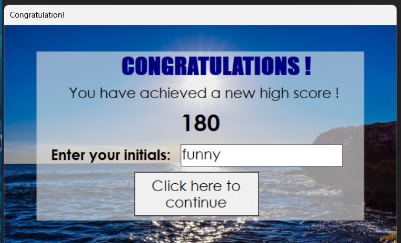 Congratulation!
CONGRATULATIONS !
You have achieved a new high score !
180
Enter your initials: funny
Click here to
continue